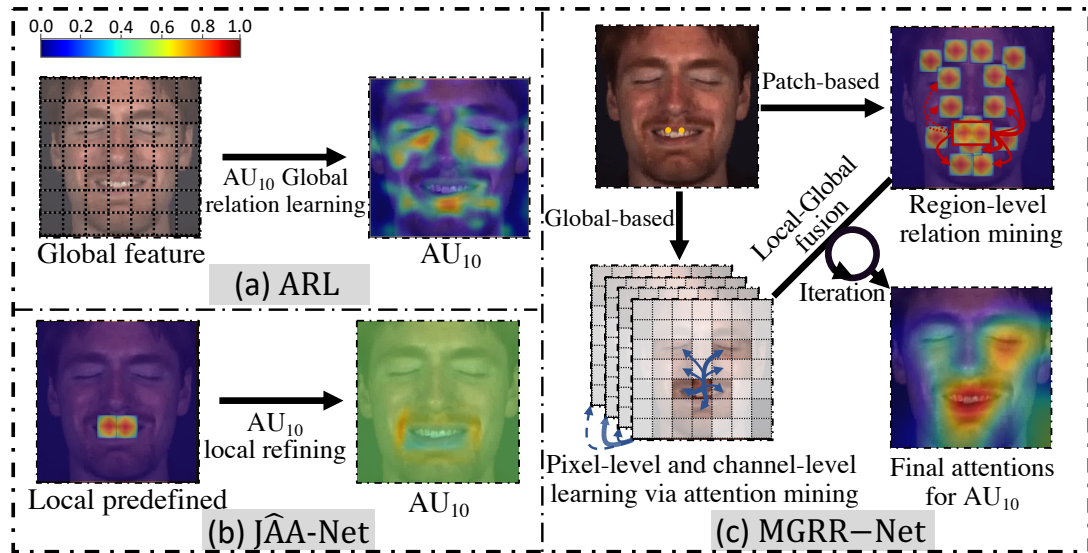 0.0 0.2 0.4 0.6 0.8 1.0
AU₁₀ Global
relation learning
Global feature
AU₁₀
(a) ARL
AU₁₀
local refining
Local predefined
AU₁₀
(b) JÂA-Net
Patch-based
Global-based
Local-Global
fusion
Region-level
relation mining
Iteration
Pixel-level and channel-level
learning via attention mining
Final attentions
for AU₁₀
(c) MGRR−Net